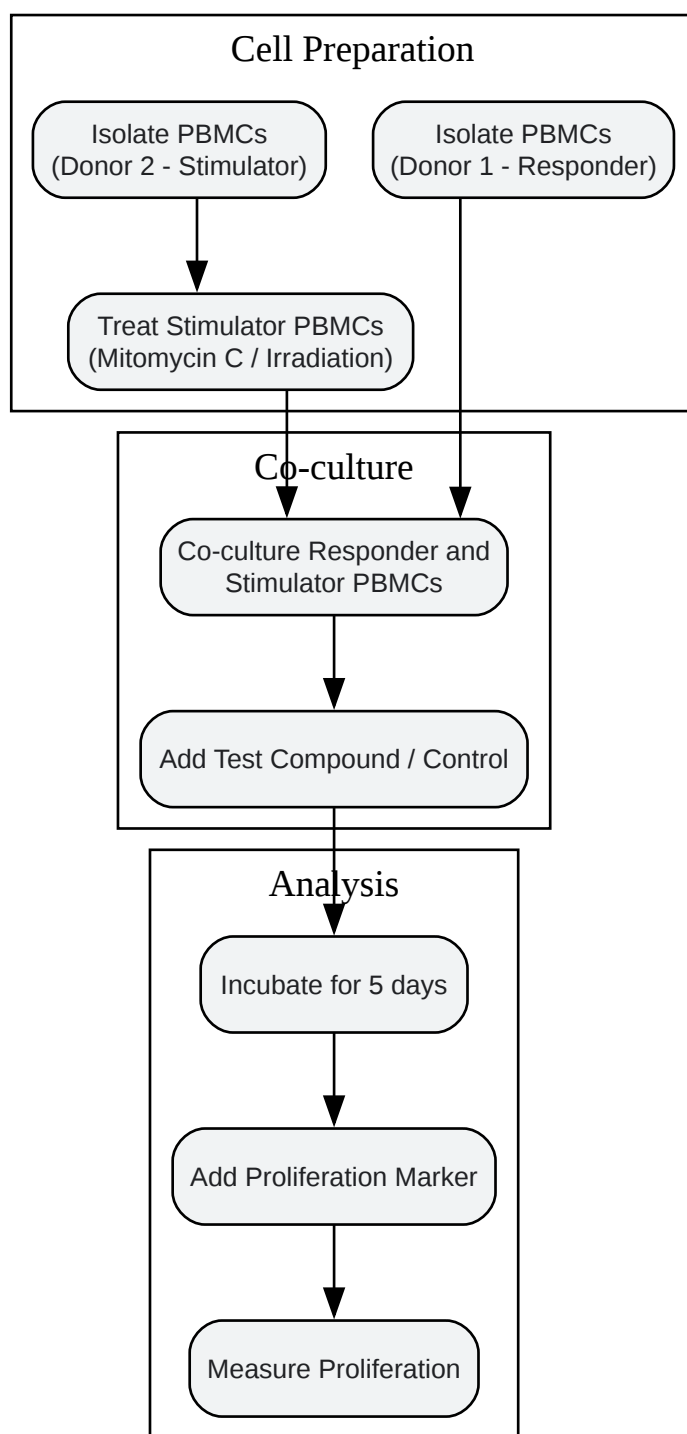 Cell Preparation
Isolate PBMCs
(Donor 2 - Stimulator)
Isolate PBMCs
(Donor 1 - Responder)
Treat Stimulator PBMCs
(Mitomycin C / Irradiation)
Co-culture
Co-culture Responder and
Stimulator PBMCs
Add Test Compound / Control
Analysis
Incubate for 5 days
Add Proliferation Marker
Measure Proliferation